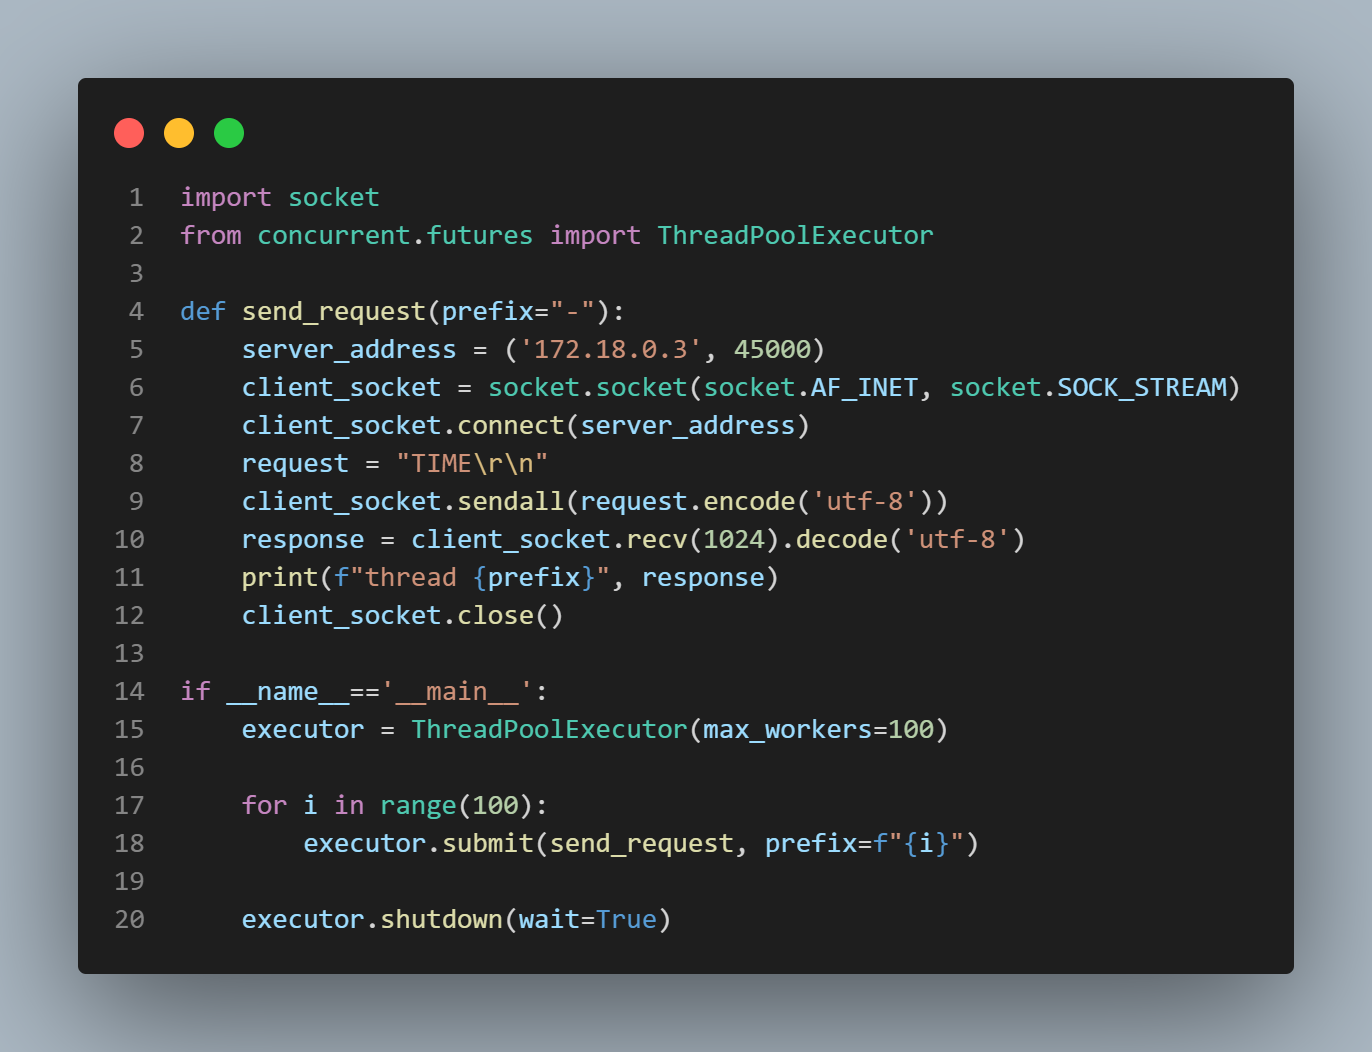 1 import socket
2 from concurrent.futures import ThreadPoolExecutor
3
4 def send_request(prefix="-"):
5     server_address = ('172.18.0.3', 45000)
6     client_socket = socket.socket(socket.AF_INET, socket.SOCK_STREAM)
7     client_socket.connect(server_address)
8     request = "TIME\r\n"
9     client_socket.sendall(request.encode('utf-8'))
10     response = client_socket.recv(1024).decode('utf-8')
11     print(f"thread {prefix}", response)
12     client_socket.close()
13
14 if __name__=='__main__':
15     executor = ThreadPoolExecutor(max_workers=100)
16
17     for i in range(100):
18         executor.submit(send_request, prefix=f"{i}")
19
20     executor.shutdown(wait=True)